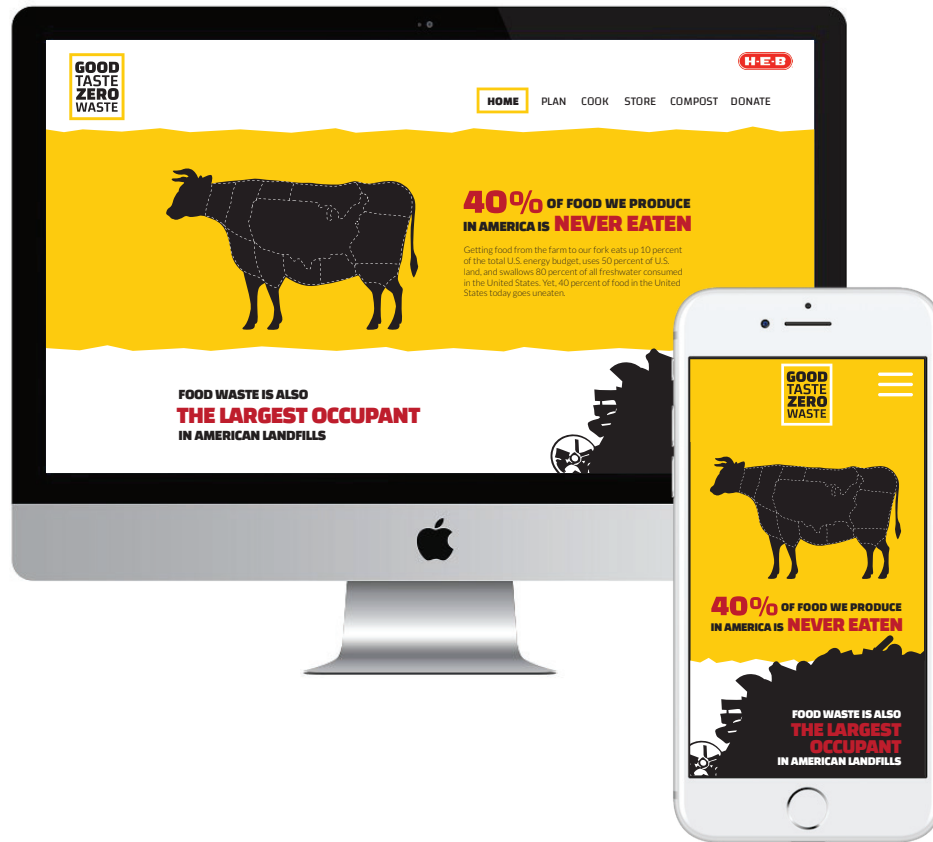 GOOD
TASTE
ZERO
WASTE
H-E-B
HOME PLAN COOK STORE COMPOST DONATE
40% OF FOOD WE PRODUCE
IN AMERICA IS NEVER EATEN
Getting food from the farm to our fork eats up 10 percent
of the total U.S. energy budget, uses 50 percent of U.S.
land, and swallows 80 percent of all freshwater consumed
in the United States. Yet, 40 percent of food in the United
States today goes uneaten.
FOOD WASTE IS ALSO
THE LARGEST OCCUPANT
IN AMERICAN LANDFILLS
GOOD
TASTE
ZERO
WASTE
40% OF FOOD WE PRODUCE
IN AMERICA IS NEVER EATEN
FOOD WASTE IS ALSO
THE LARGEST
OCCUPANT
IN AMERICAN LANDFILLS